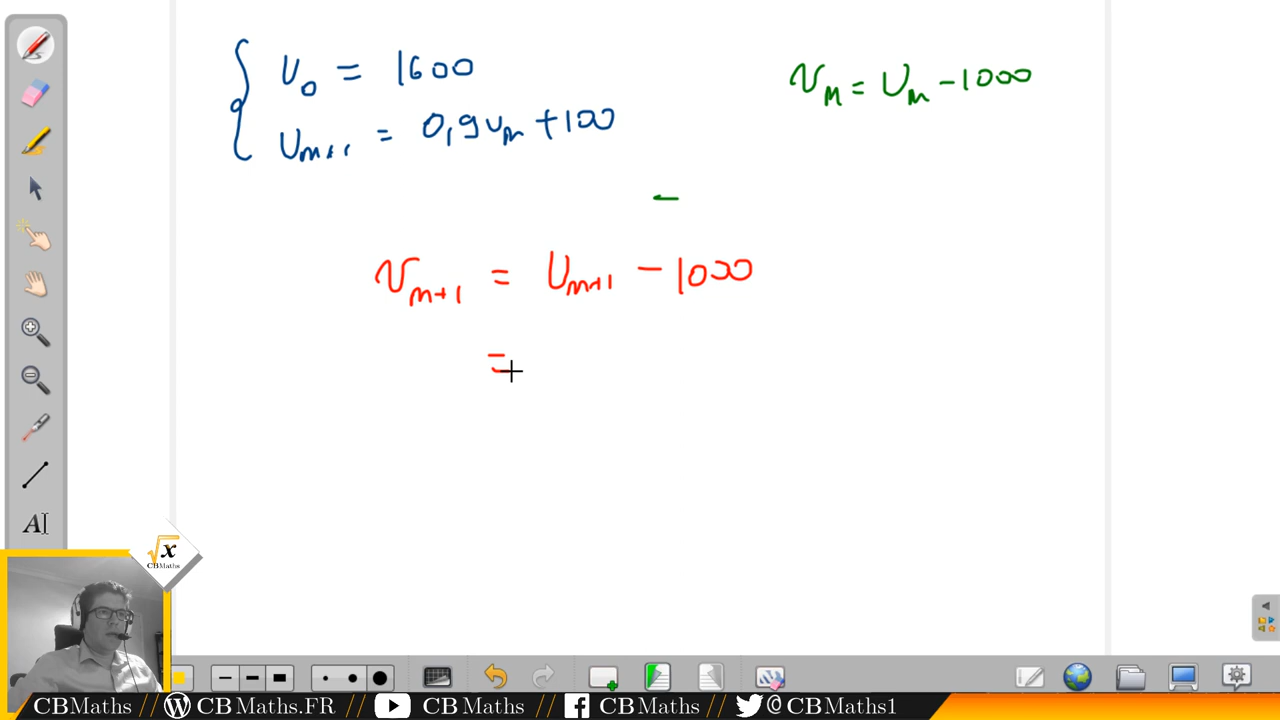 U₀ = 1600
Uₙ₊₁ = 0,9Uₙ + 100
Vₙ = Uₙ - 1000
Vₙ₊₁ = Uₙ₊₁ - 1000
=
AI
√x
CBMaths
CBMaths CBMaths.FR CBMaths CBMaths @CBMaths1